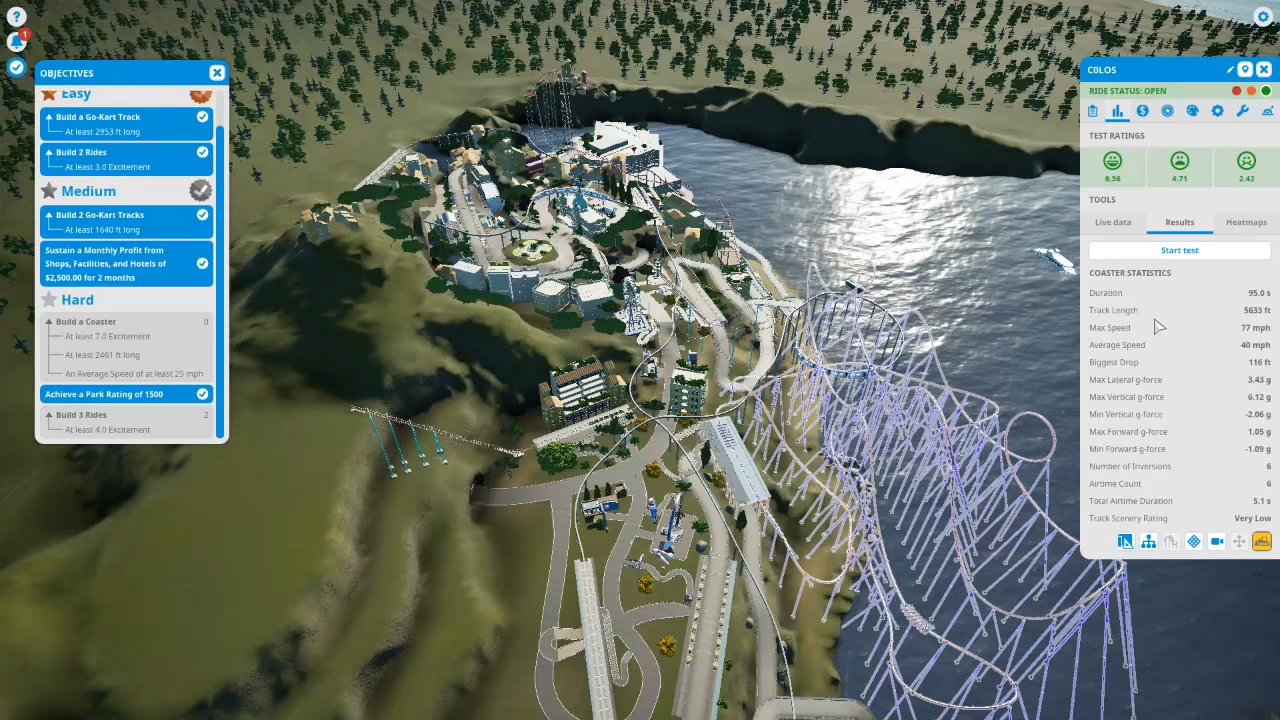 ?
1
OBJECTIVES
Easy
Build a Go-Kart Track
At least 2953 ft long
Build 2 Rides
At least 3.0 Excitement
Medium
Build 2 Go-Kart Tracks
At least 1640 ft long
Sustain a Monthly Profit from
Shops, Facilities, and Hotels of
$2,500.00 for 2 months
Hard
Build a Coaster 0
At least 7.0 Excitement
At least 2461 ft long
An Average Speed of at least 25 mph
Achieve a Park Rating of 1500
Build 3 Rides 2
At least 4.0 Excitement
C0LOS
RIDE STATUS: OPEN
TEST RATINGS
6.56 4.71 2.42
TOOLS
Live data Results Heatmaps
Start test
COASTER STATISTICS
Duration 95.0 s
Track Length 5633 ft
Max Speed 77 mph
Average Speed 40 mph
Biggest Drop 116 ft
Max Lateral g-force 3.43 g
Max Vertical g-force 6.12 g
Min Vertical g-force -2.06 g
Max Forward g-force 1.05 g
Min Forward g-force -1.09 g
Number of Inversions 6
Airtime Count 6
Total Airtime Duration 5.1 s
Track Scenery Rating Very Low